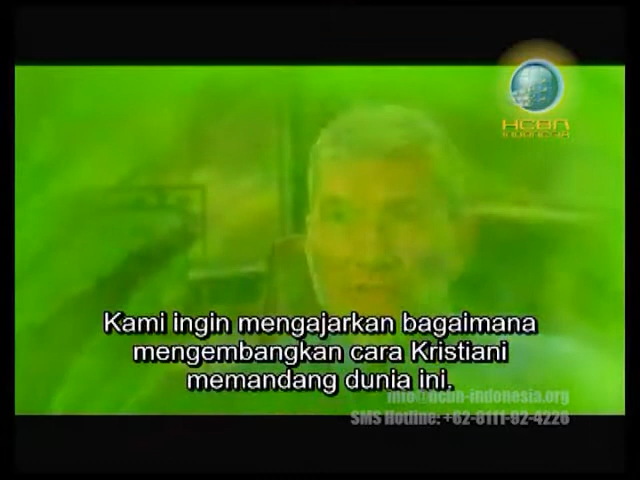 HCBN
INDONESIA
Kami ingin mengajarkan bagaimana
mengembangkan cara Kristiani
memandang dunia ini.
info@hcbn-indonesia.org
SMS Hotline: +62-8111-92-4228